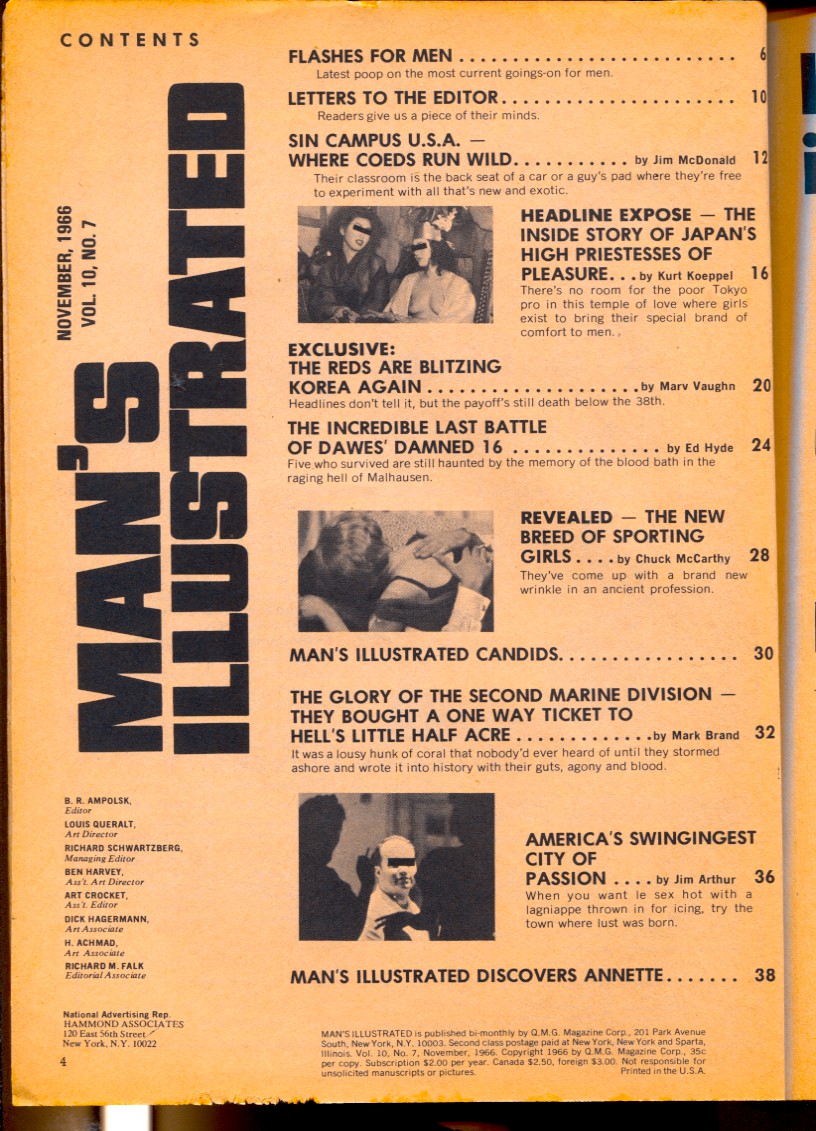 CONTENTS
NOVEMBER, 1966
VOL. 10, NO. 7
MAN'S
ILLUSTRATED
FLASHES FOR MEN .......................... 6
Latest poop on the most current goings-on for men.
LETTERS TO THE EDITOR...................... 10
Readers give us a piece of their minds.
SIN CAMPUS U.S.A. —
WHERE COEDS RUN WILD........... by Jim McDonald 12
Their classroom is the back seat of a car or a guy's pad where they're free
to experiment with all that's new and exotic.
HEADLINE EXPOSE — THE
INSIDE STORY OF JAPAN'S
HIGH PRIESTESSES OF
PLEASURE... by Kurt Koeppel 16
There's no room for the poor Tokyo
pro in this temple of love where girls
exist to bring their special brand of
comfort to men.
EXCLUSIVE:
THE REDS ARE BLITZING
KOREA AGAIN ....................by Marv Vaughn 20
Headlines don't tell it, but the payoff's still death below the 38th.
THE INCREDIBLE LAST BATTLE
OF DAWES' DAMNED 16 .............. by Ed Hyde 24
Five who survived are still haunted by the memory of the blood bath in the
raging hell of Malhausen.
REVEALED — THE NEW
BREED OF SPORTING
GIRLS .... by Chuck McCarthy 28
They've come up with a brand new
wrinkle in an ancient profession.
MAN'S ILLUSTRATED CANDIDS................. 30
THE GLORY OF THE SECOND MARINE DIVISION —
THEY BOUGHT A ONE WAY TICKET TO
HELL'S LITTLE HALF ACRE .............by Mark Brand 32
It was a lousy hunk of coral that nobody'd ever heard of until they stormed
ashore and wrote it into history with their guts, agony and blood.
AMERICA'S SWINGINGEST
CITY OF
PASSION .... by Jim Arthur 36
When you want le sex hot with a
lagniappe thrown in for icing, try the
town where lust was born.
MAN'S ILLUSTRATED DISCOVERS ANNETTE....... 38
B. R. AMPOLSK,
Editor
LOUIS QUERALT,
Art Director
RICHARD SCHWARTZBERG,
Managing Editor
BEN HARVEY,
Ass't. Art Director
ART CROCKET,
Ass't. Editor
DICK HAGERMANN,
Art Associate
H. ACHMAD,
Art Associate
RICHARD M. FALK
Editorial Associate
National Advertising Rep.
HAMMOND ASSOCIATES
120 East 56th Street
New York, N.Y. 10022
4
MAN'S ILLUSTRATED is published bi-monthly by Q.M.G. Magazine Corp., 201 Park Avenue
South, New York, N.Y. 10003. Second class postage paid at New York, New York and Sparta,
Illinois. Vol. 10, No. 7, November, 1966. Copyright 1966 by Q.M.G. Magazine Corp., 35c
per copy. Subscription $2.00 per year. Canada $2.50, foreign $3.00. Not responsible for
unsolicited manuscripts or pictures. Printed in the U.S.A.